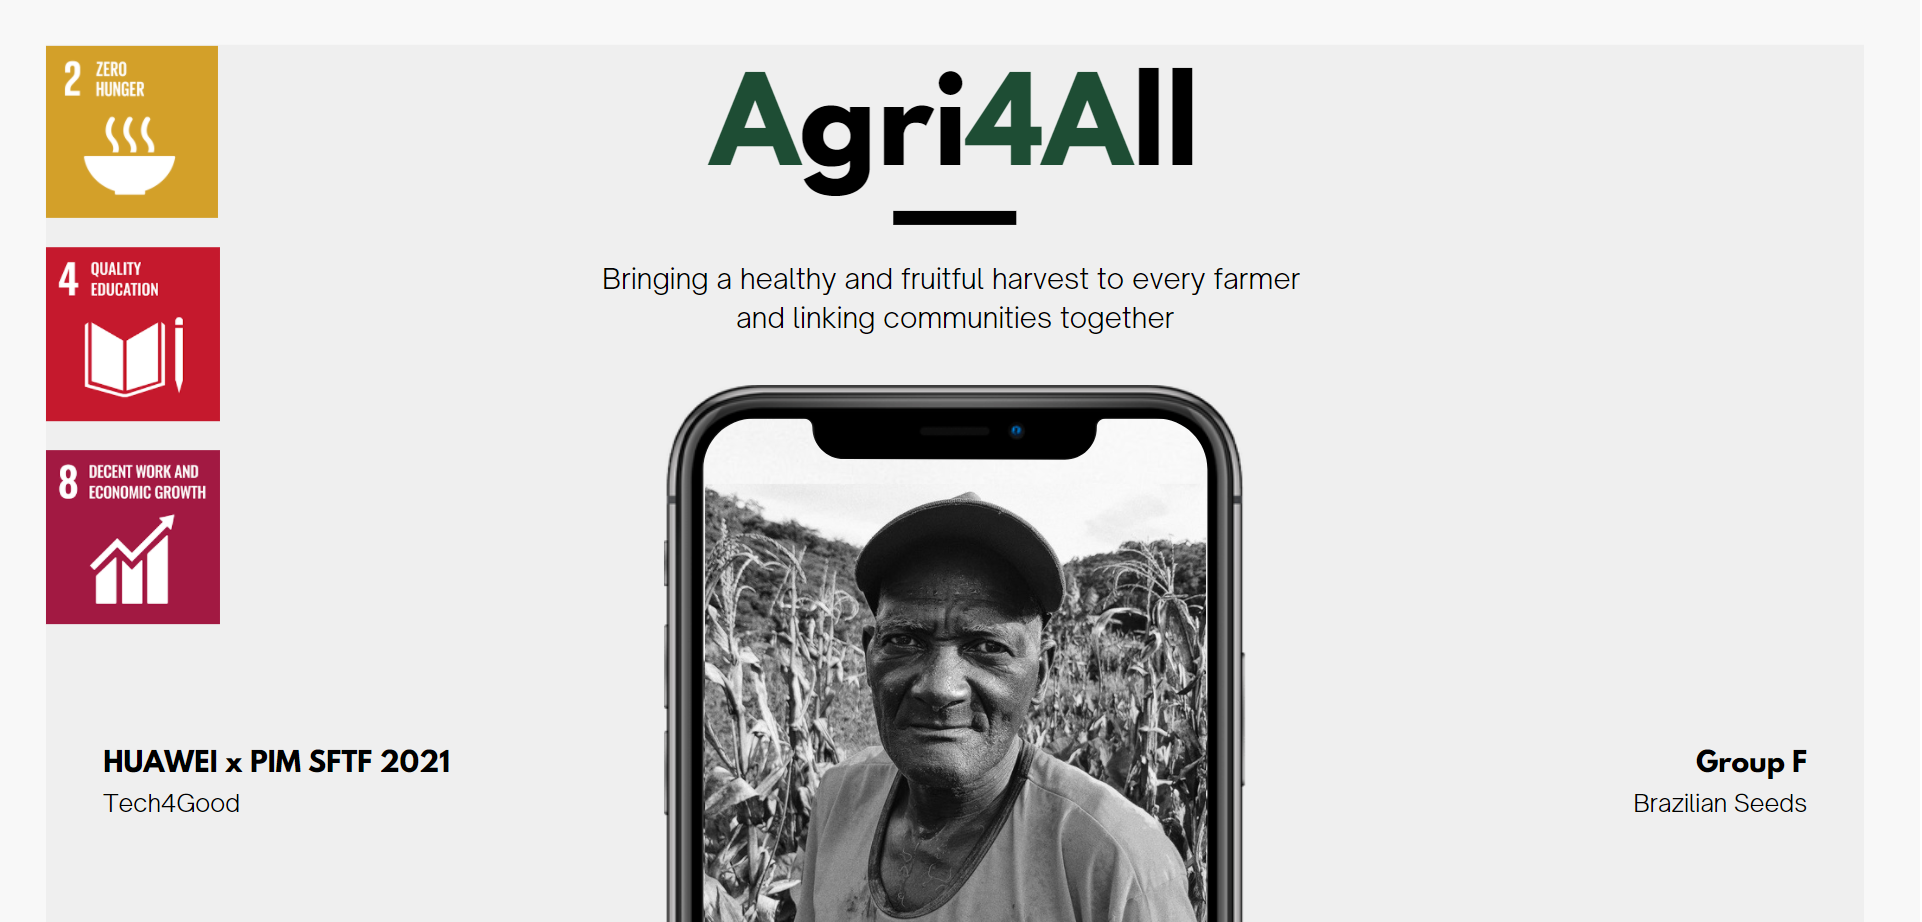 2 ZERO
HUNGER
4 QUALITY
EDUCATION
8 DECENT WORK AND
ECONOMIC GROWTH
Agri4All
Bringing a healthy and fruitful harvest to every farmer
and linking communities together
HUAWEI x PIM SFTF 2021
Tech4Good
Group F
Brazilian Seeds